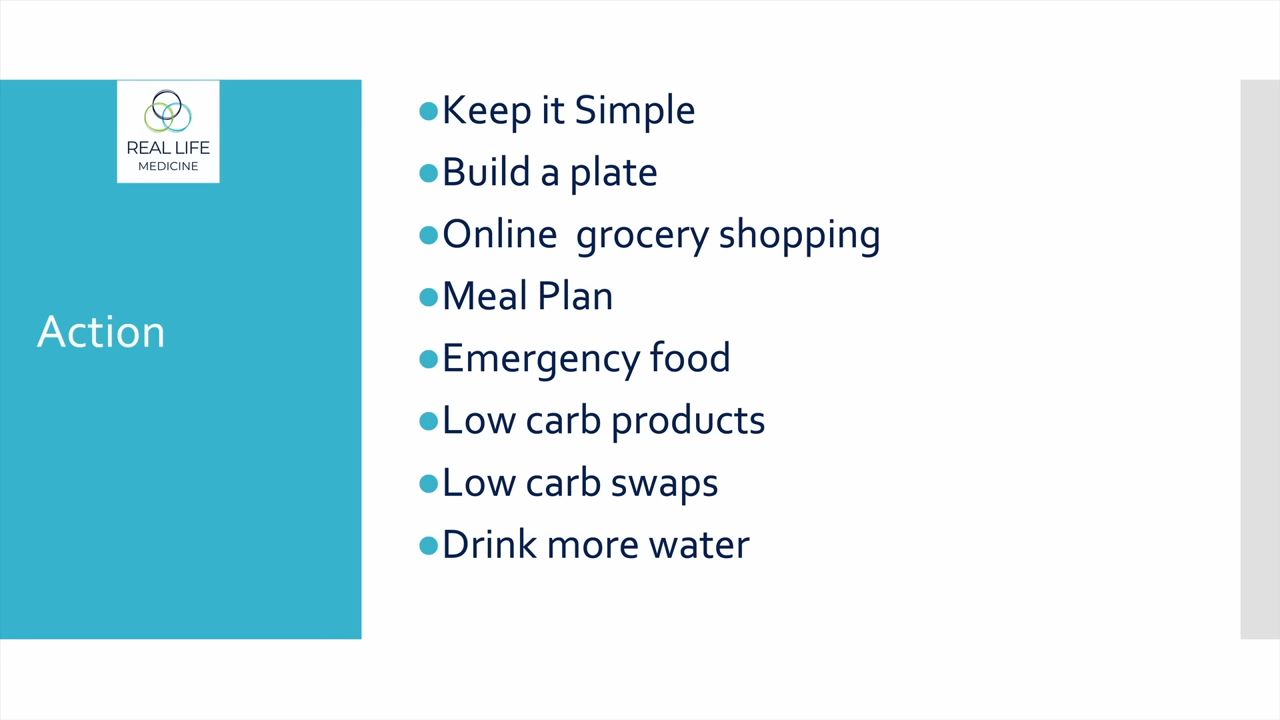 REAL LIFE
MEDICINE
Action
●Keep it Simple
●Build a plate
●Online  grocery shopping
●Meal Plan
●Emergency food
●Low carb products
●Low carb swaps
●Drink more water